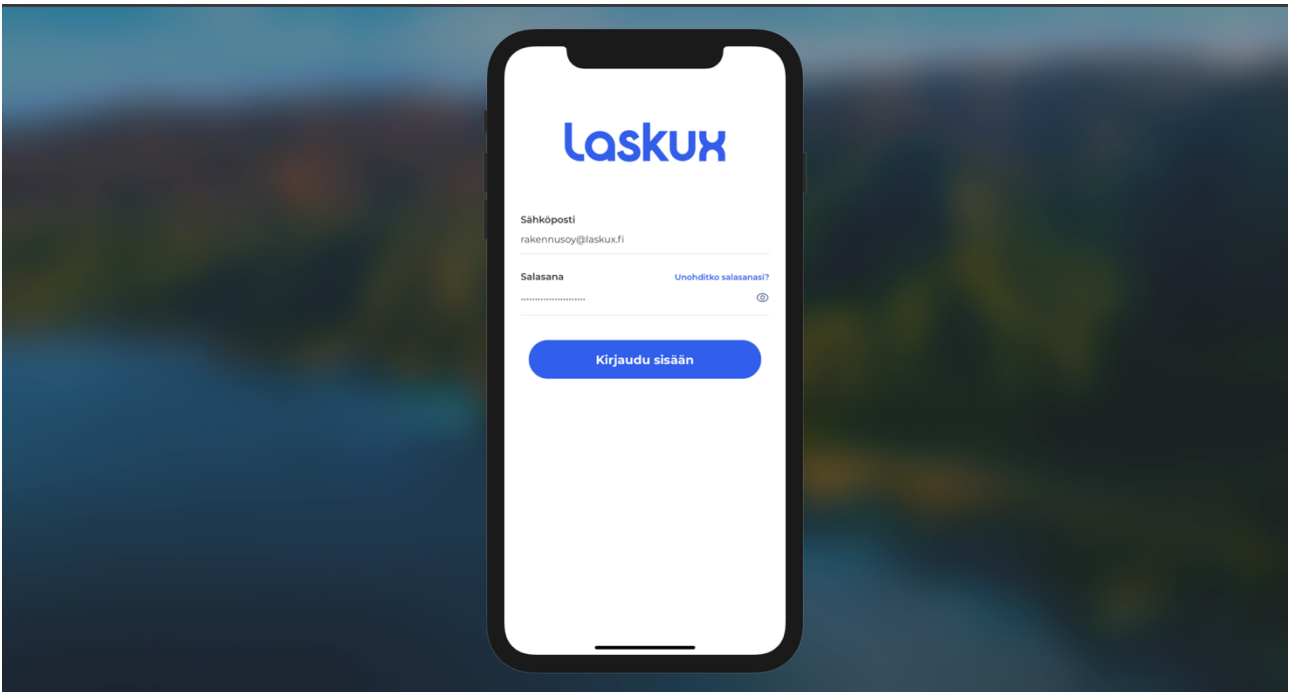 Laskux
Sähköposti
rakennusoy@laskux.fi
Salasana
Unohditko salasanasi?
Kirjaudu sisään